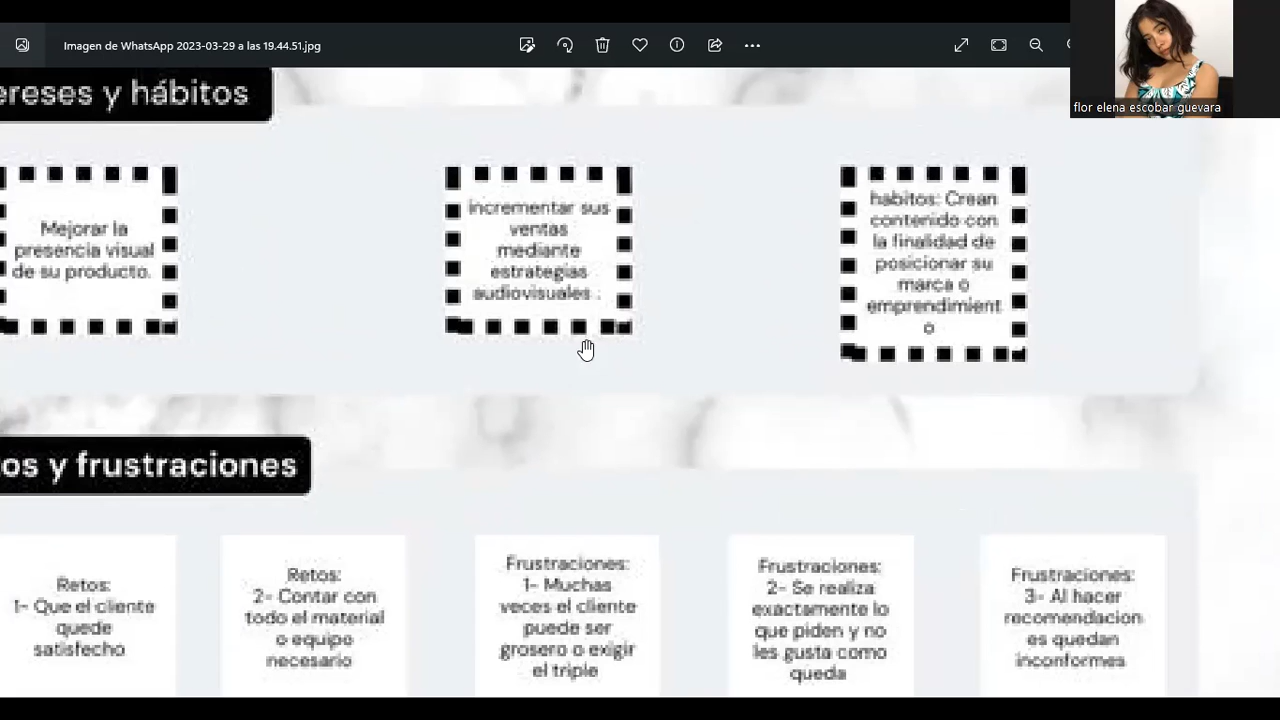 Imagen de WhatsApp 2023-03-29 a las 19.44.51.jpg
flor elena escobar guevara
ereses y hábitos
Mejorar la
presencia visual
de su producto.
incrementar sus
ventas
mediante
estrategias
audiovisuales .
habitos: Crean
contenido con
la finalidad de
posicionar su
marca o
emprendimient
o
os y frustraciones
Retos:
1- Que el cliente
quede
satisfecho
Retos:
2- Contar con
todo el material
o equipo
necesario
Frustraciones:
1- Muchas
veces el cliente
puede ser
grosero o exigir
el triple
Frustraciones:
2- Se realiza
exactamente lo
que piden y no
les gusta como
queda
Frustraciones:
3- Al hacer
recomendacion
es quedan
inconformes